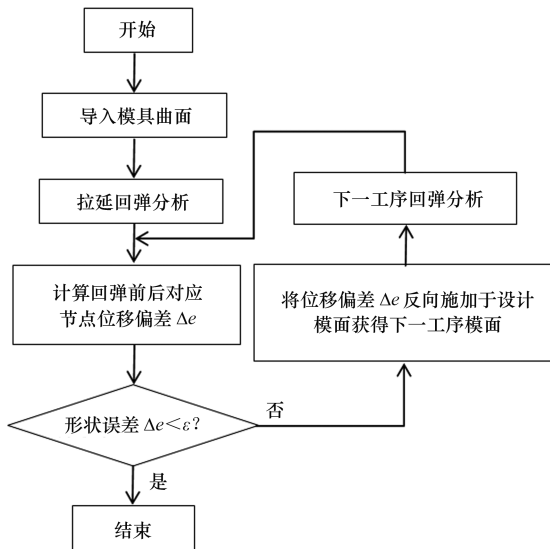 开始
导入模具曲面
拉延回弹分析
下一工序回弹分析
计算回弹前后对应
节点位移偏差 Δe
将位移偏差 Δe 反向施加于设计
模面获得下一工序模面
形状误差 Δe<ε?
否
是
结束